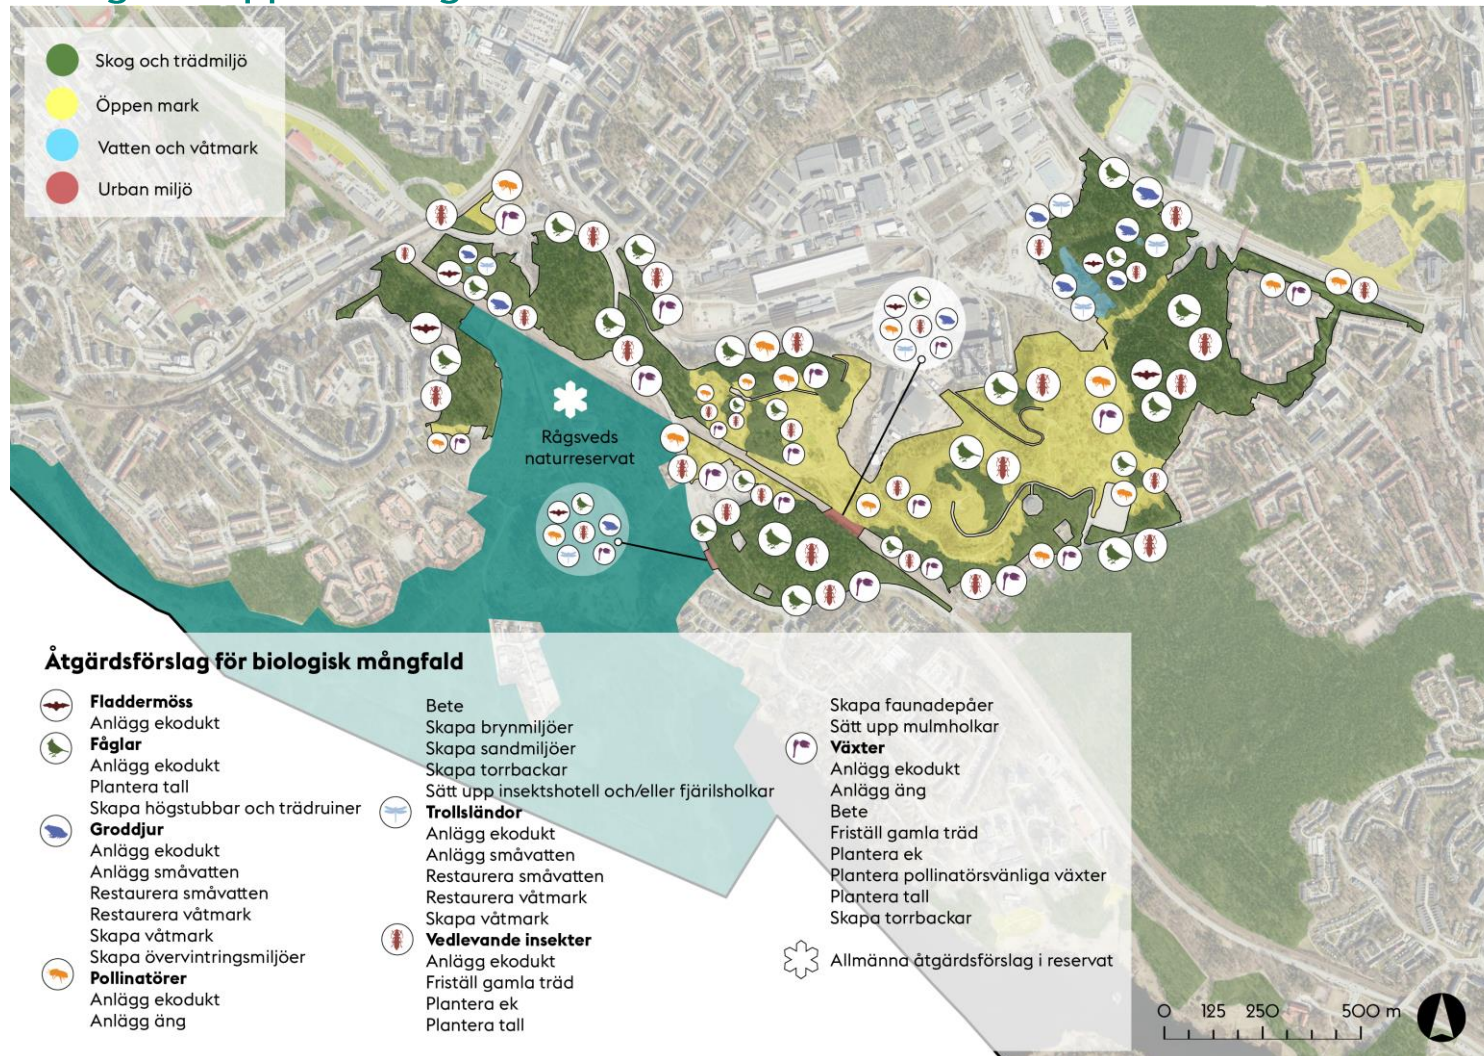 Skog och trädmiljö
Öppen mark
Vatten och våtmark
Urban miljö
Rågsveds
naturreservat
Åtgärdsförslag för biologisk mångfald
Fladdermöss
Anlägg ekodukt
Fåglar
Anlägg ekodukt
Plantera tall
Skapa högstubbar och trädruiner
Groddjur
Anlägg ekodukt
Anlägg småvatten
Restaurera småvatten
Restaurera våtmark
Skapa våtmark
Skapa övervintringsmiljöer
Pollinatörer
Anlägg ekodukt
Anlägg äng
Bete
Skapa brynmiljöer
Skapa sandmiljöer
Skapa torrbackar
Sätt upp insektshotell och/eller fjärilsholkar
Trollsländor
Anlägg ekodukt
Anlägg småvatten
Restaurera småvatten
Restaurera våtmark
Skapa våtmark
Vedlevande insekter
Anlägg ekodukt
Friställ gamla träd
Plantera ek
Plantera tall
Skapa faunadepåer
Sätt upp mulmholkar
Växter
Anlägg ekodukt
Anlägg äng
Bete
Friställ gamla träd
Plantera ek
Plantera pollinatörsvänliga växter
Plantera tall
Skapa torrbackar
Allmänna åtgärdsförslag i reservat
0 125 250 500 m